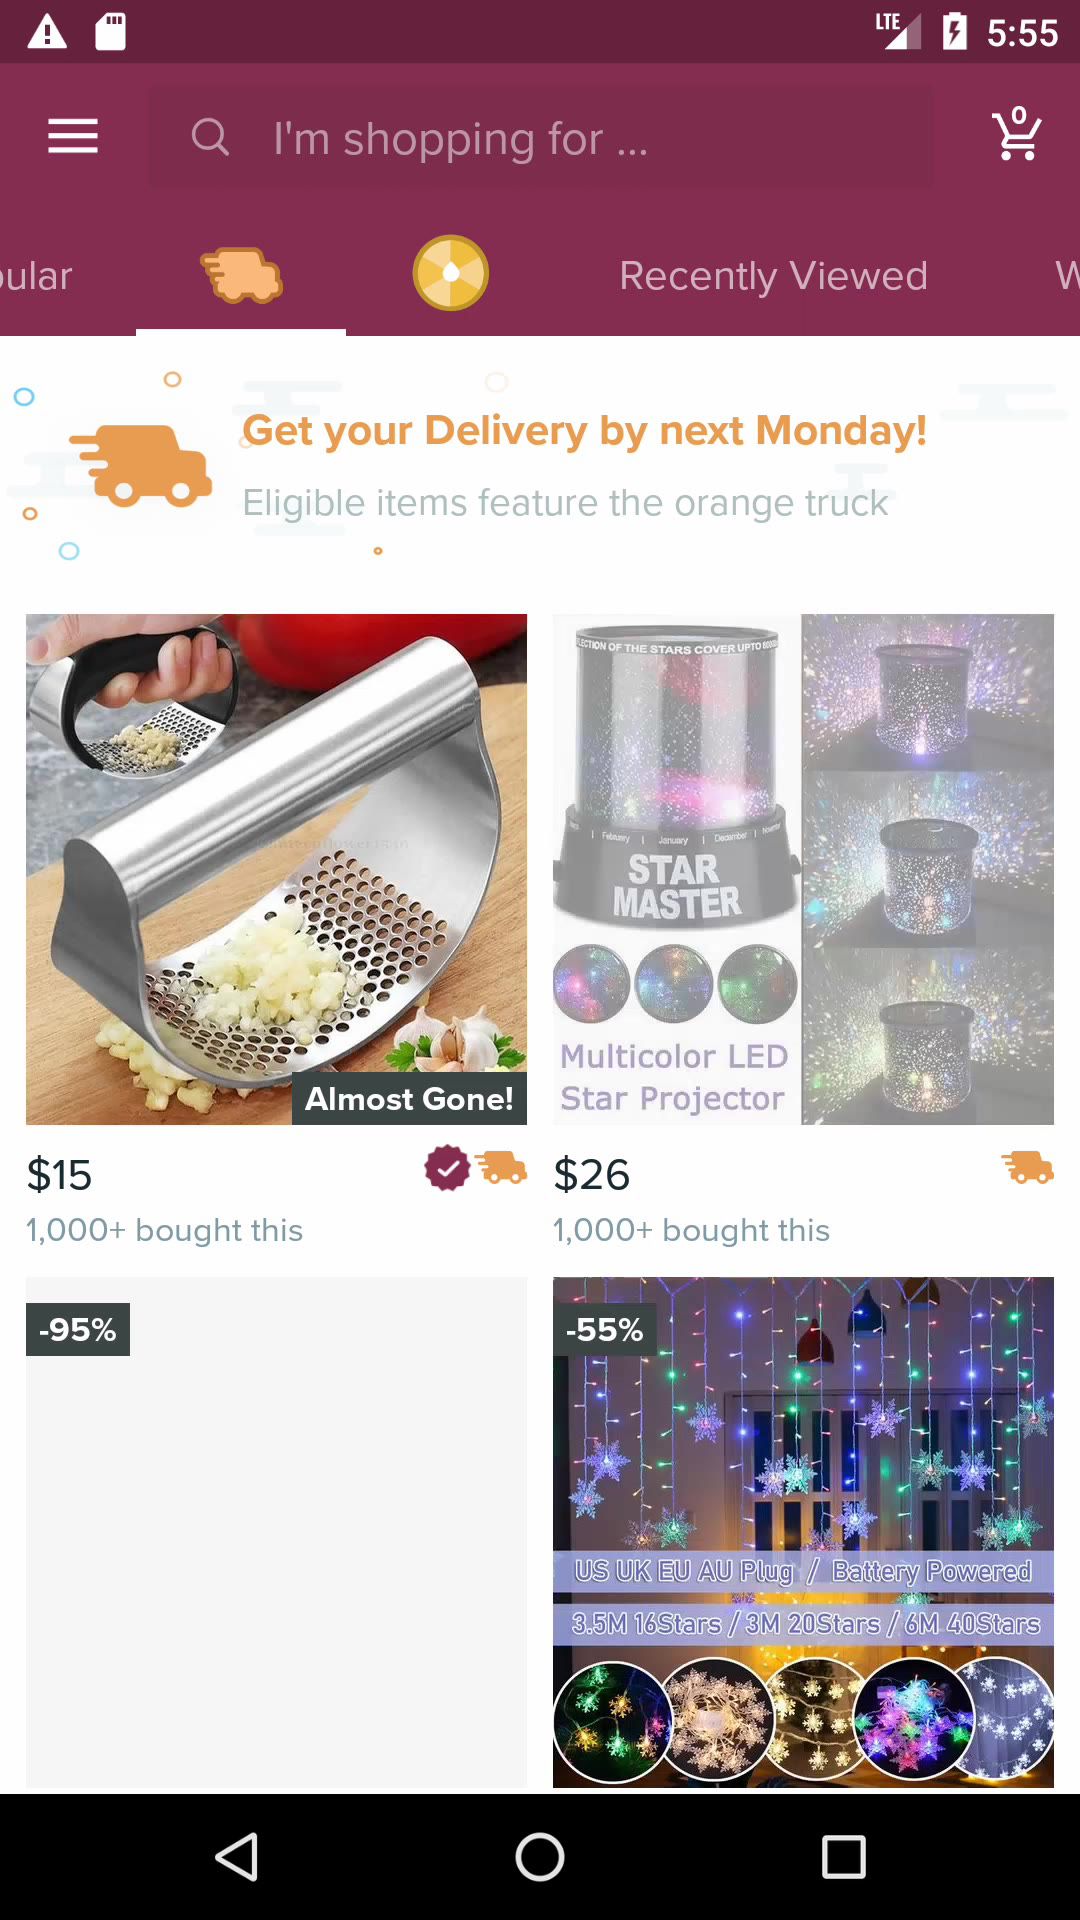 LTE 5:55
I'm shopping for ...
0
ular
Recently Viewed
W
Get your Delivery by next Monday!
Eligible items feature the orange truck
LECTION OF THE STARS COVER UPTO
February January December
STAR
MASTER
Multicolor LED
Star Projector
Almost Gone!
$15
1,000+ bought this
$26
1,000+ bought this
-95%
-55%
US UK EU AU Plug / Battery Powered
3.5M 16Stars / 3M 20Stars / 6M 40Stars